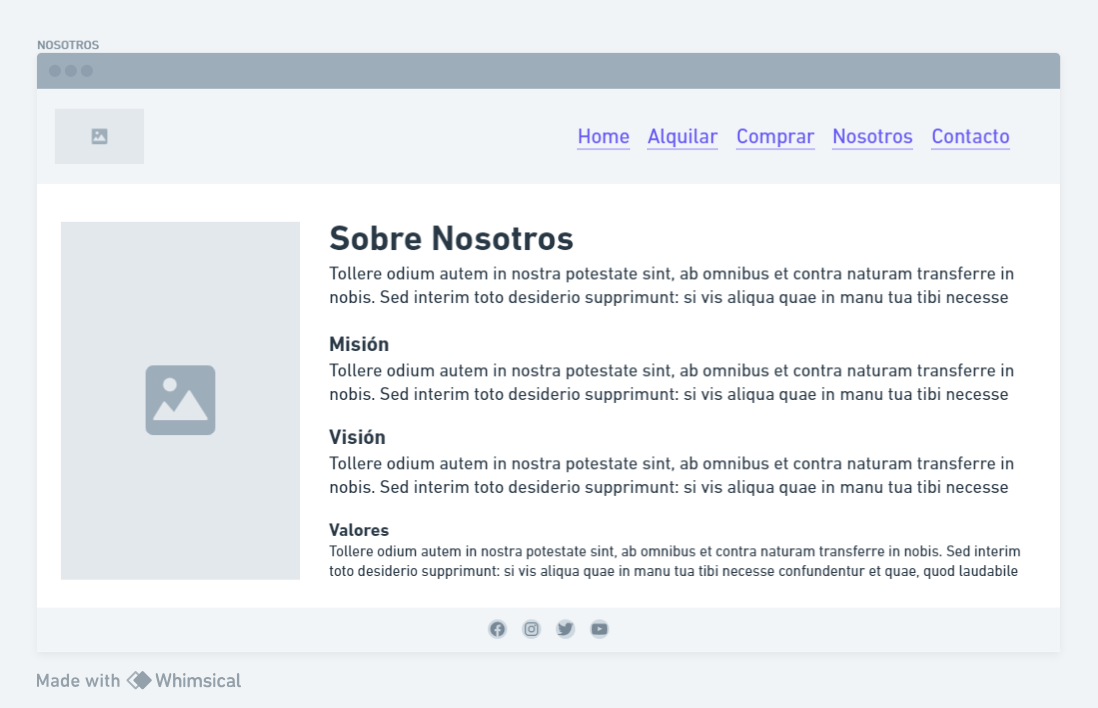 NOSOTROS
Home Alquilar Comprar Nosotros Contacto
Sobre Nosotros
Tollere odium autem in nostra potestate sint, ab omnibus et contra naturam transferre in
nobis. Sed interim toto desiderio supprimunt: si vis aliqua quae in manu tua tibi necesse
Misión
Tollere odium autem in nostra potestate sint, ab omnibus et contra naturam transferre in
nobis. Sed interim toto desiderio supprimunt: si vis aliqua quae in manu tua tibi necesse
Visión
Tollere odium autem in nostra potestate sint, ab omnibus et contra naturam transferre in
nobis. Sed interim toto desiderio supprimunt: si vis aliqua quae in manu tua tibi necesse
Valores
Tollere odium autem in nostra potestate sint, ab omnibus et contra naturam transferre in nobis. Sed interim
toto desiderio supprimunt: si vis aliqua quae in manu tua tibi necesse confundentur et quae, quod laudabile
Made with Whimsical